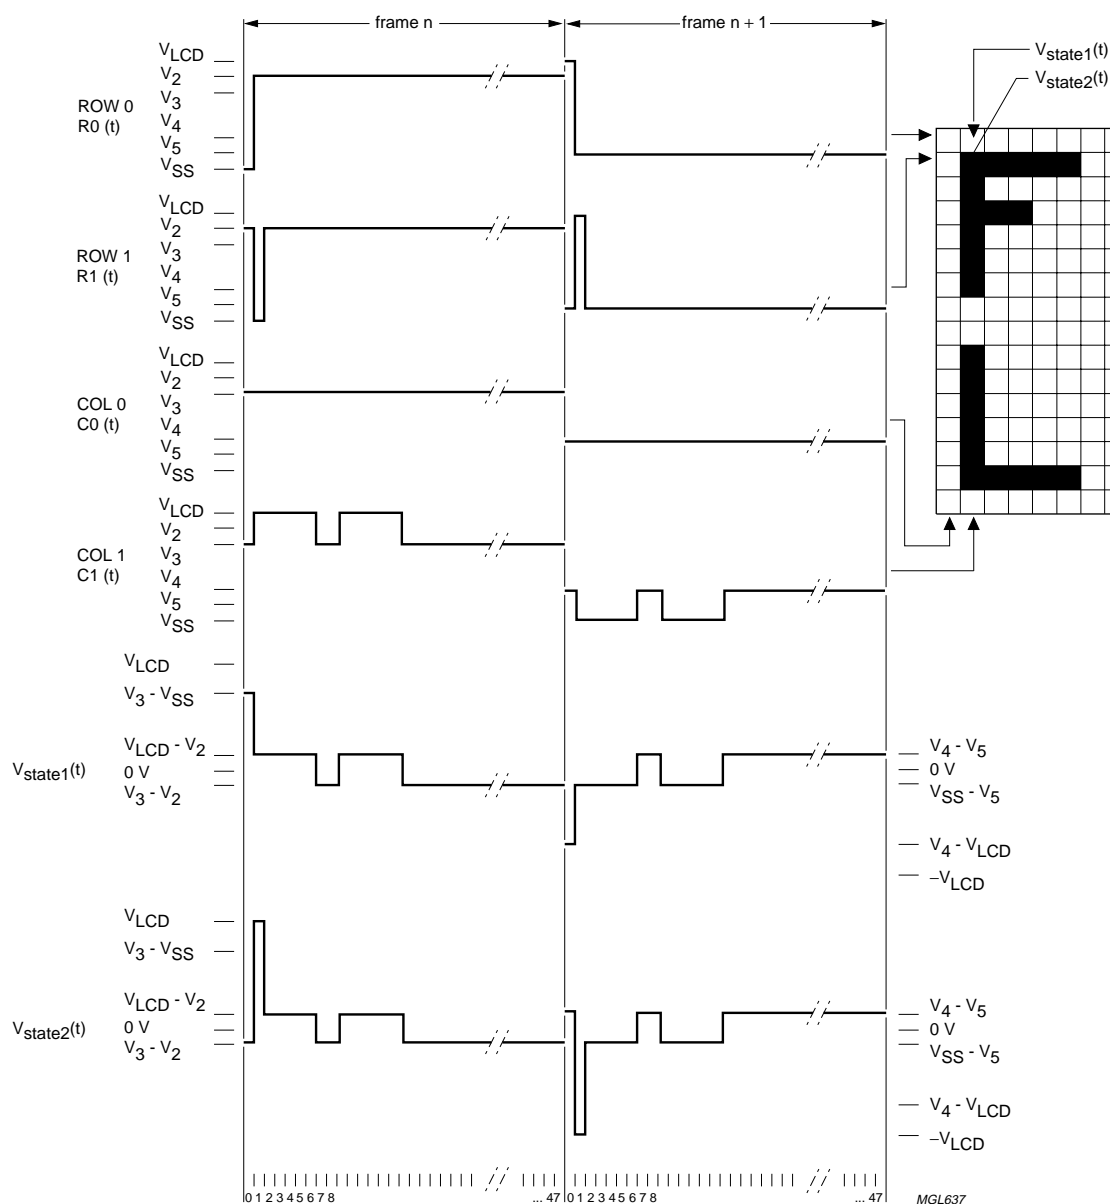 frame n
frame n + 1
Vstate1(t)
Vstate2(t)
ROW 0
R0 (t)
VLCD
V2
V3
V4
V5
VSS
ROW 1
R1 (t)
VLCD
V2
V3
V4
V5
VSS
COL 0
C0 (t)
VLCD
V2
V3
V4
V5
VSS
COL 1
C1 (t)
VLCD
V2
V3
V4
V5
VSS
Vstate1(t)
VLCD
V3 - VSS
VLCD - V2
0 V
V3 - V2
V4 - V5
0 V
VSS - V5
V4 - VLCD
–VLCD
Vstate2(t)
VLCD
V3 - VSS
VLCD - V2
0 V
V3 - V2
V4 - V5
0 V
VSS - V5
V4 - VLCD
–VLCD
0 1 2 3 4 5 6 7 8 ... 47 0 1 2 3 4 5 6 7 8 ... 47
MGL637